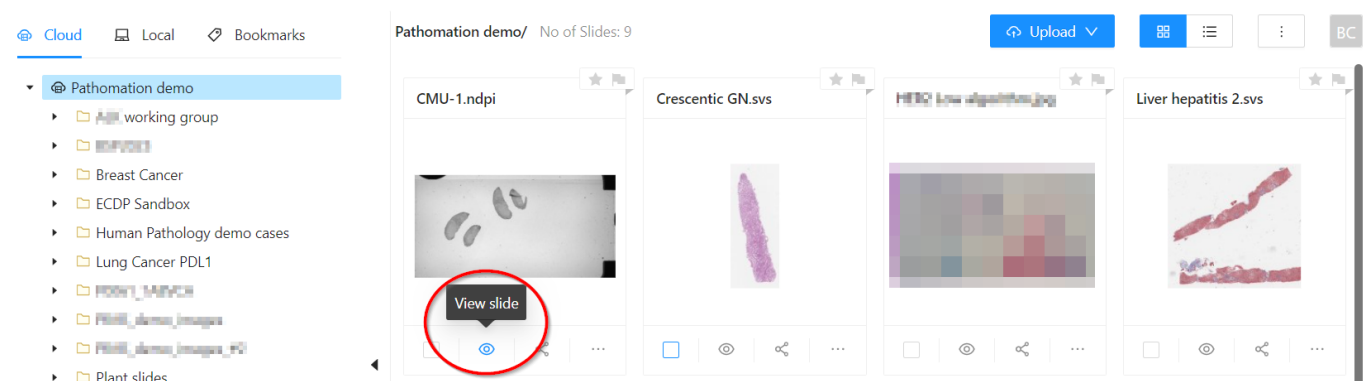 Cloud Local Bookmarks
Pathomation demo
working group
Breast Cancer
ECDP Sandbox
Human Pathology demo cases
Lung Cancer PDL1
Plant slides
Pathomation demo/ No of Slides: 9
Upload
BC
CMU-1.ndpi
View slide
Crescentic GN.svs
Liver hepatitis 2.svs